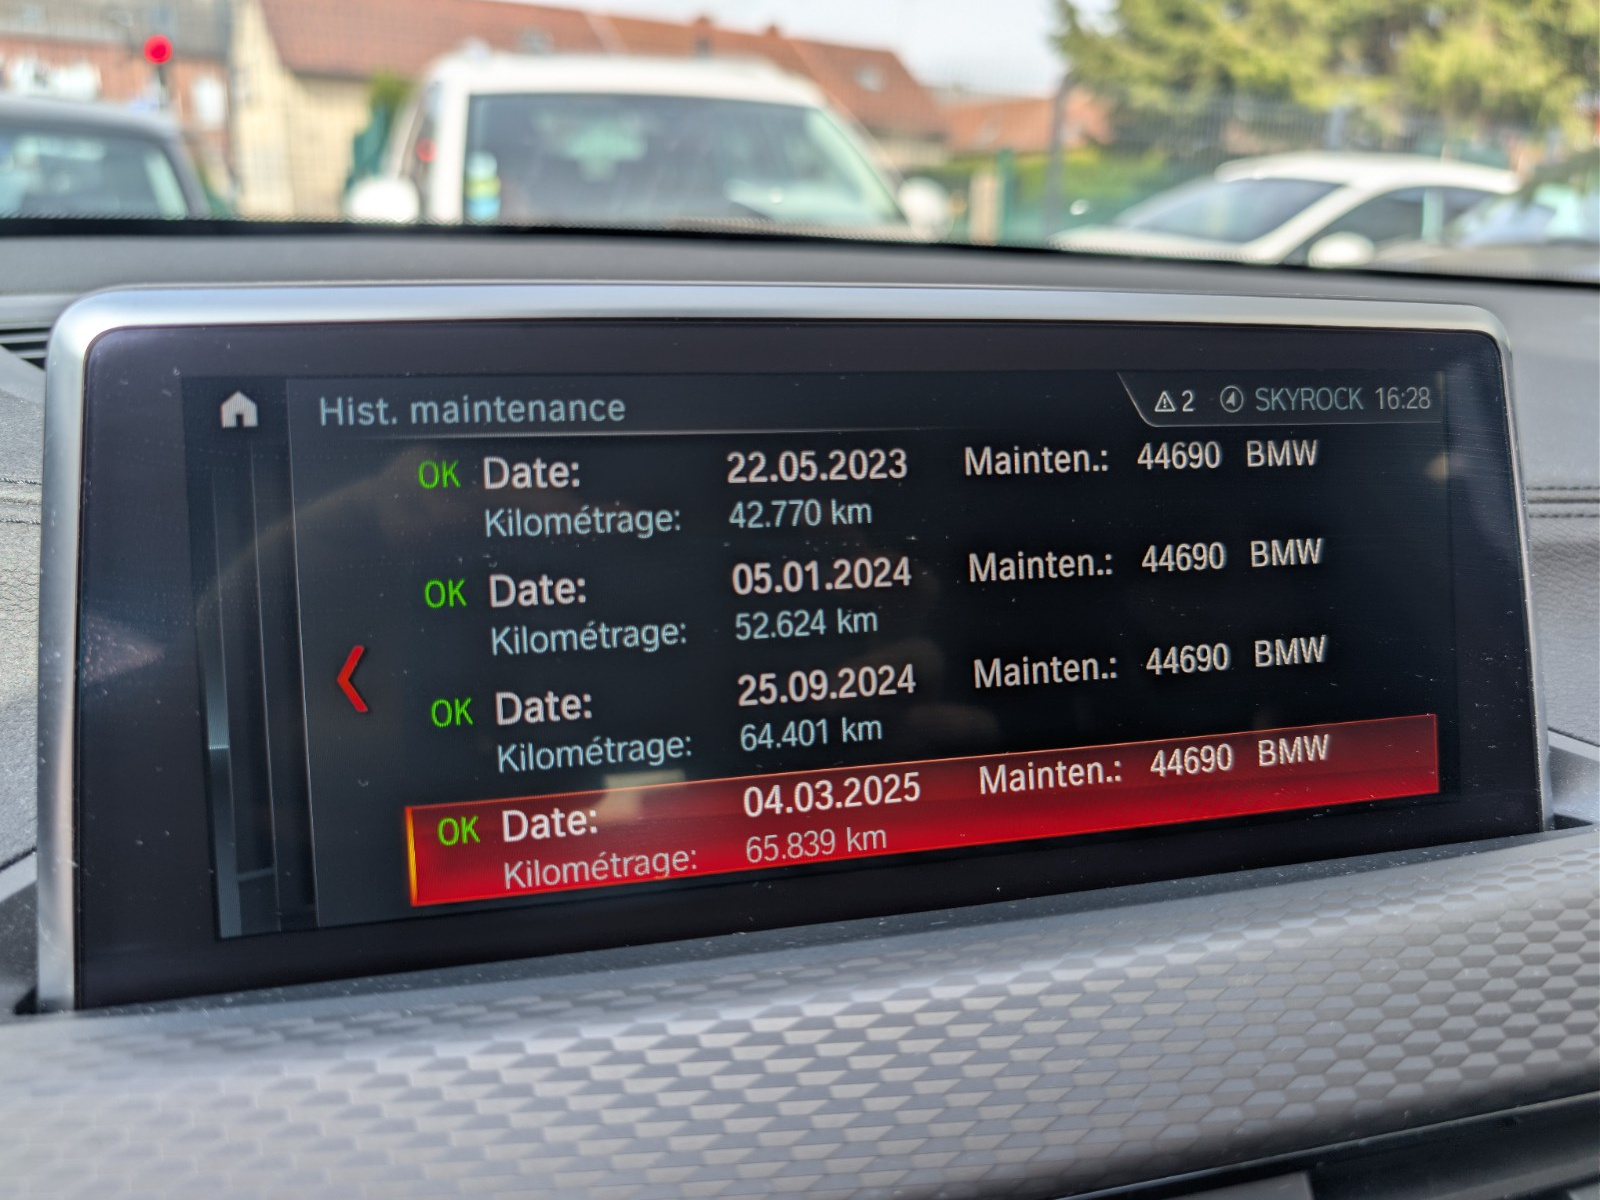 Hist. maintenance 2 SKYROCK 16:28
OK Date: 22.05.2023 Mainten.: 44690 BMW
Kilométrage: 42.770 km
OK Date: 05.01.2024 Mainten.: 44690 BMW
Kilométrage: 52.624 km
OK Date: 25.09.2024 Mainten.: 44690 BMW
Kilométrage: 64.401 km
OK Date: 04.03.2025 Mainten.: 44690 BMW
Kilométrage: 65.839 km